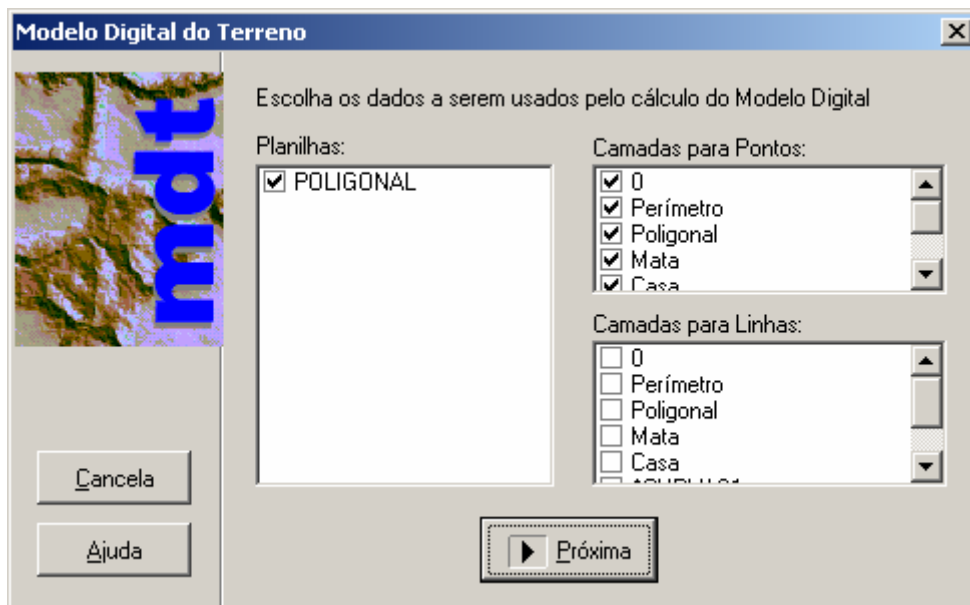 Modelo Digital do Terreno
mdt
Escolha os dados a serem usados pelo cálculo do Modelo Digital
Planilhas:
POLIGONAL
Camadas para Pontos:
0
Perímetro
Poligonal
Mata
Casa
Camadas para Linhas:
0
Perímetro
Poligonal
Mata
Casa
Cancela
Ajuda
Próxima